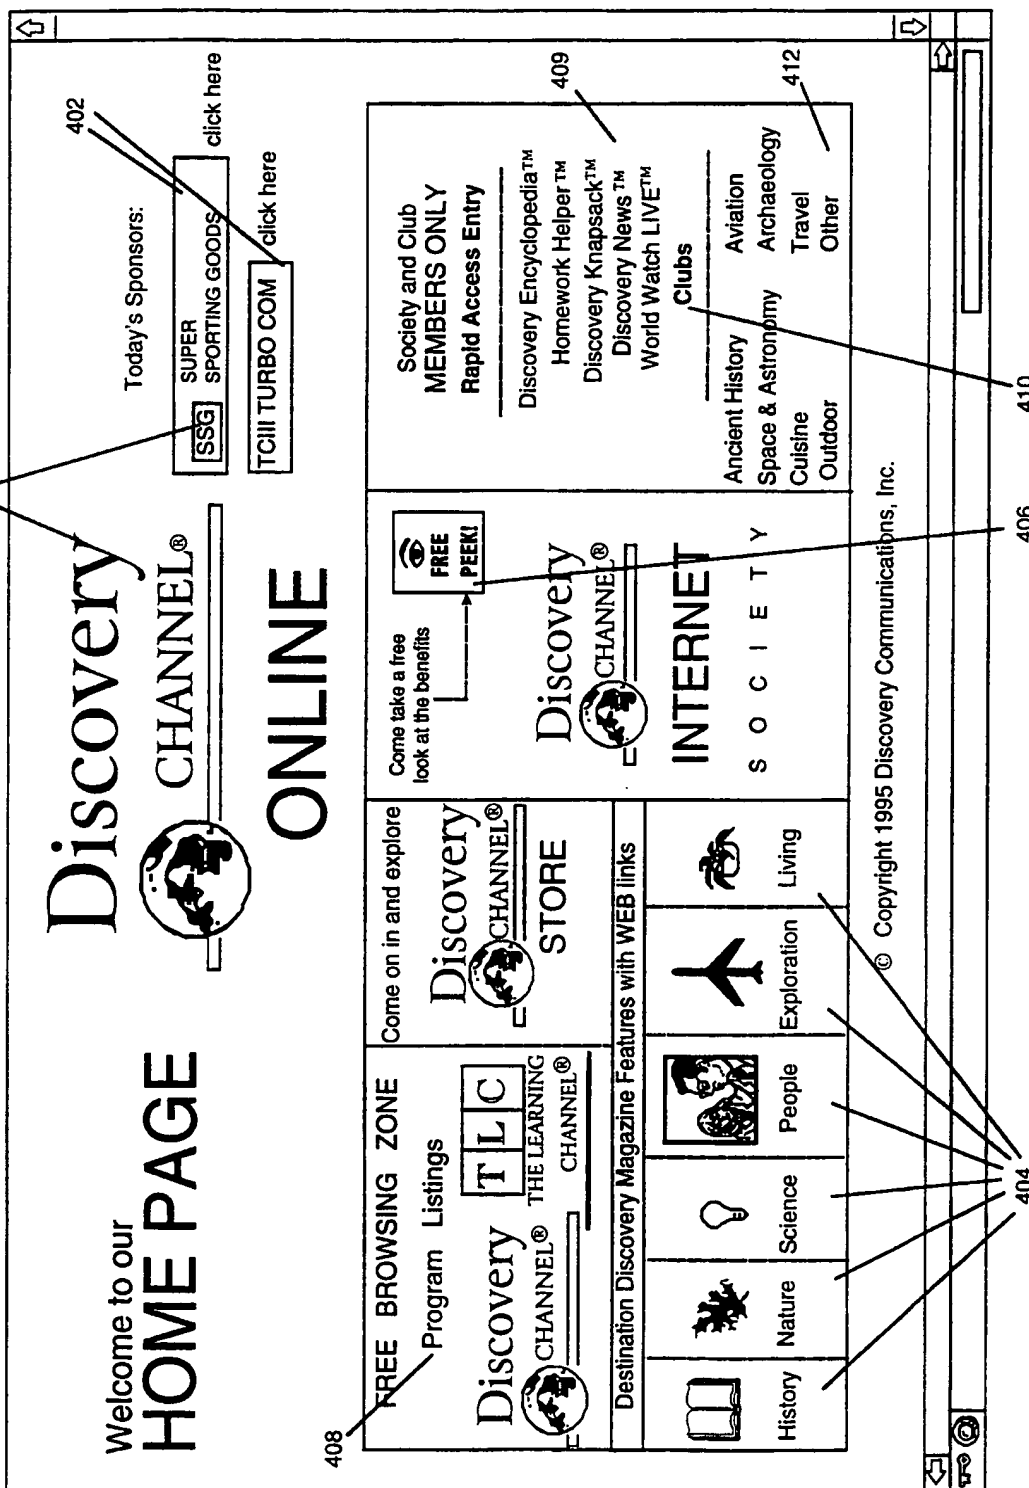 Welcome to our
HOME PAGE
Discovery
CHANNEL®
ONLINE
Today's Sponsors:
402
SSG
SUPER
SPORTING GOODS
click here
TCIII TURBO COM
click here
408
FREE BROWSING ZONE
Program Listings
Discovery
CHANNEL®
T L C
THE LEARNING
CHANNEL®
Come on in and explore
Discovery
CHANNEL®
STORE
Destination Discovery Magazine Features with WEB links
History
Nature
Science
People
Exploration
Living
404
Come take a free
look at the benefits
FREE
PEEK!
Discovery
CHANNEL®
INTERNET
SOCIETY
406
Society and Club
MEMBERS ONLY
Rapid Access Entry
Discovery Encyclopedia™
Homework Helper™
Discovery Knapsack™
Discovery News™
World Watch LIVE™
409
Clubs
410
Ancient History Aviation
Space & Astronomy Archaeology
Cuisine Travel
Outdoor Other
412
© Copyright 1995 Discovery Communications, Inc.